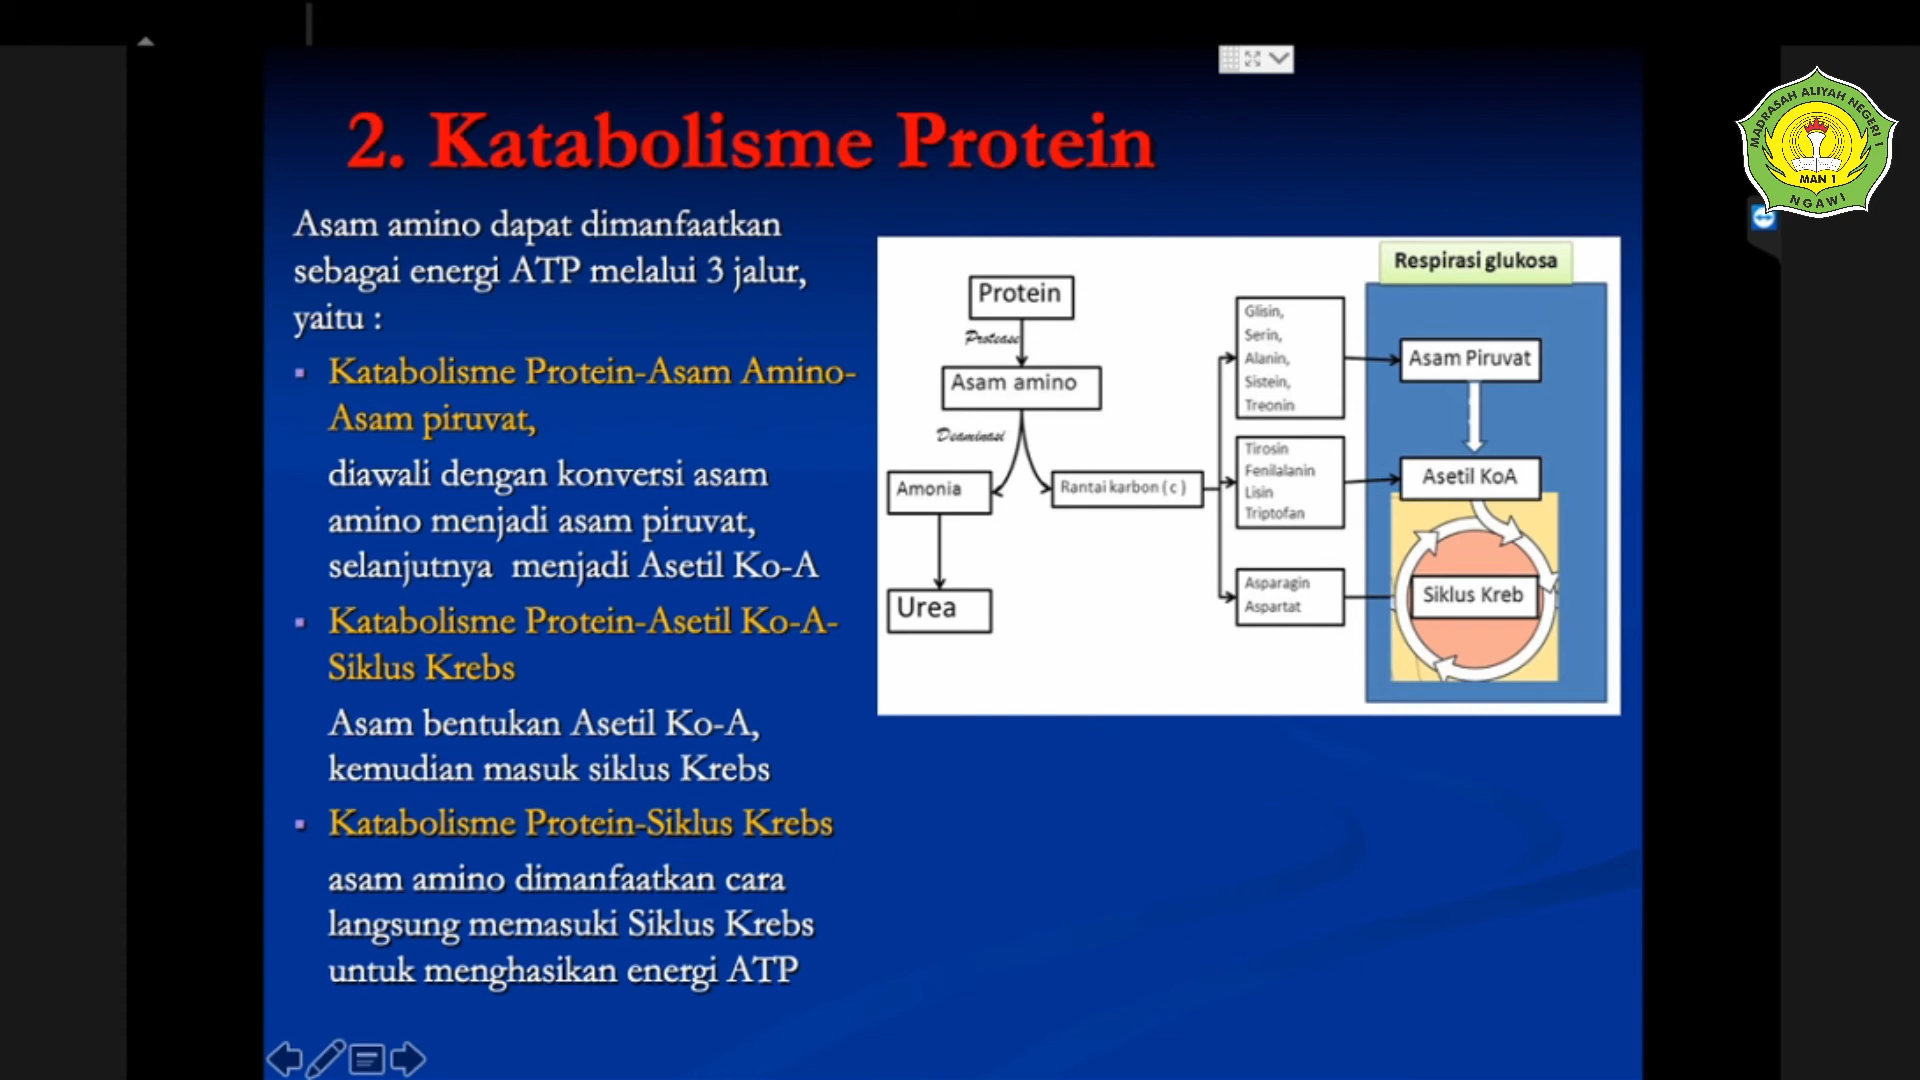 2. Katabolisme Protein
Asam amino dapat dimanfaatkan
sebagai energi ATP melalui 3 jalur,
yaitu :
Katabolisme Protein-Asam Amino-
Asam piruvat,
diawali dengan konversi asam
amino menjadi asam piruvat,
selanjutnya menjadi Asetil Ko-A
Katabolisme Protein-Asetil Ko-A-
Siklus Krebs
Asam bentukan Asetil Ko-A,
kemudian masuk siklus Krebs
Katabolisme Protein-Siklus Krebs
asam amino dimanfaatkan cara
langsung memasuki Siklus Krebs
untuk menghasikan energi ATP
Protein
Protease
Asam amino
Deaminasi
Amonia
Rantai karbon ( c )
Urea
Glisin,
Serin,
Alanin,
Sistein,
Treonin
Tirosin
Fenilalanin
Lisin
Triptofan
Asparagin
Aspartat
Respirasi glukosa
Asam Piruvat
Asetil KoA
Siklus Kreb
MADRASAH ALIYAH NEGERI 1
MAN 1
NGAWI